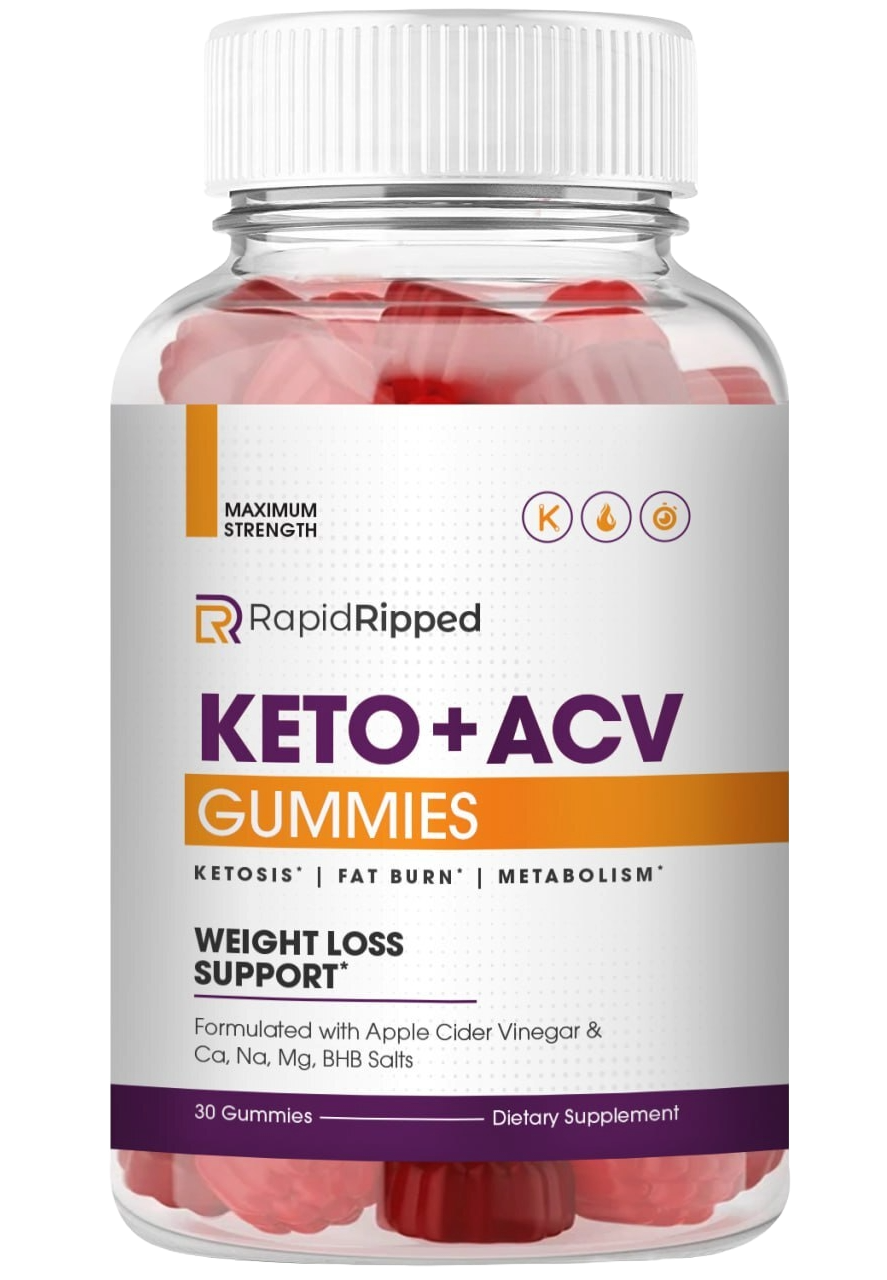 MAXIMUM
STRENGTH
K
RapidRipped
KETO + ACV
GUMMIES
KETOSIS* | FAT BURN* | METABOLISM*
WEIGHT LOSS
SUPPORT*
Formulated with Apple Cider Vinegar &
Ca, Na, Mg, BHB Salts
30 Gummies
Dietary Supplement